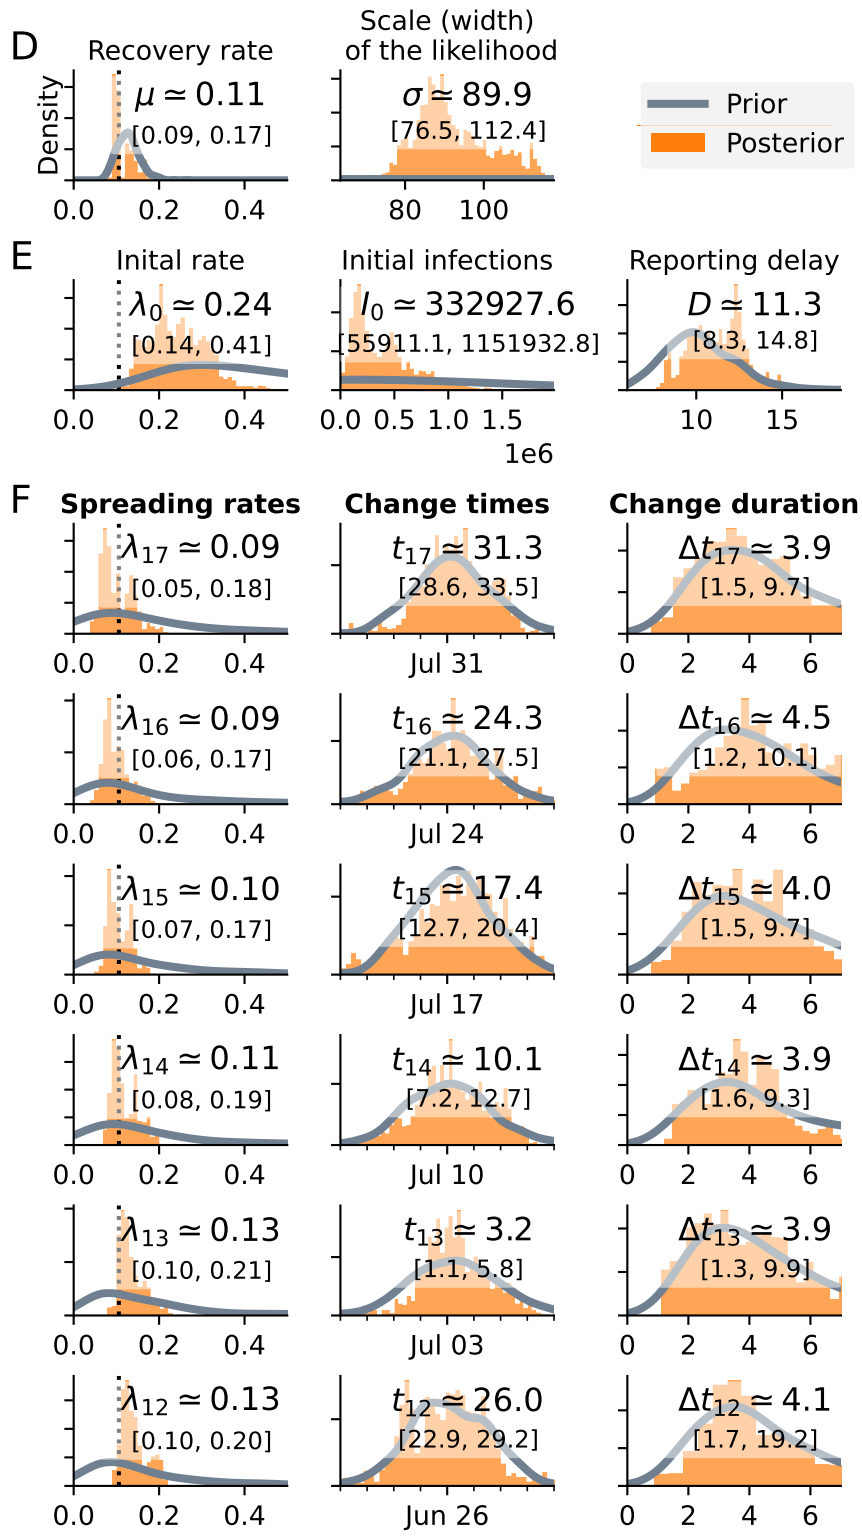 D
Recovery rate
Density
μ ≃ 0.11
[0.09, 0.17]
0.0 0.2 0.4
Scale (width)
of the likelihood
σ ≃ 89.9
[76.5, 112.4]
80 100
Prior
Posterior
E
Inital rate
λ0 ≃ 0.24
[0.14, 0.41]
0.0 0.2 0.4
Initial infections
I0 ≃ 332927.6
[55911.1, 1151932.8]
0.0 0.5 1.0 1.5
1e6
Reporting delay
D ≃ 11.3
[8.3, 14.8]
10 15
F
Spreading rates Change times Change duration
λ17 ≃ 0.09
[0.05, 0.18]
0.0 0.2 0.4
t17 ≃ 31.3
[28.6, 33.5]
Jul 31
Δt17 ≃ 3.9
[1.5, 9.7]
0 2 4 6
λ16 ≃ 0.09
[0.06, 0.17]
0.0 0.2 0.4
t16 ≃ 24.3
[21.1, 27.5]
Jul 24
Δt16 ≃ 4.5
[1.2, 10.1]
0 2 4 6
λ15 ≃ 0.10
[0.07, 0.17]
0.0 0.2 0.4
t15 ≃ 17.4
[12.7, 20.4]
Jul 17
Δt15 ≃ 4.0
[1.5, 9.7]
0 2 4 6
λ14 ≃ 0.11
[0.08, 0.19]
0.0 0.2 0.4
t14 ≃ 10.1
[7.2, 12.7]
Jul 10
Δt14 ≃ 3.9
[1.6, 9.3]
0 2 4 6
λ13 ≃ 0.13
[0.10, 0.21]
0.0 0.2 0.4
t13 ≃ 3.2
[1.1, 5.8]
Jul 03
Δt13 ≃ 3.9
[1.3, 9.9]
0 2 4 6
λ12 ≃ 0.13
[0.10, 0.20]
0.0 0.2 0.4
t12 ≃ 26.0
[22.9, 29.2]
Jun 26
Δt12 ≃ 4.1
[1.7, 19.2]
0 2 4 6